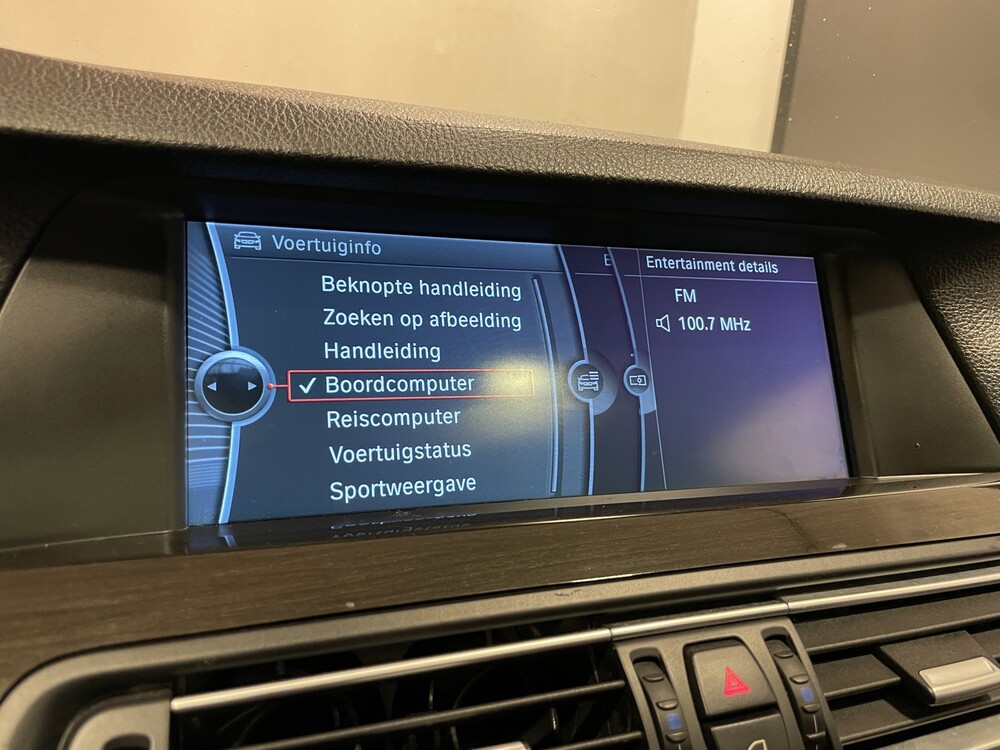 Voertuiginfo
Beknopte handleiding
Zoeken op afbeelding
Handleiding
✓ Boordcomputer
Reiscomputer
Voertuigstatus
Sportweergave
Entertainment details
FM
100.7 MHz